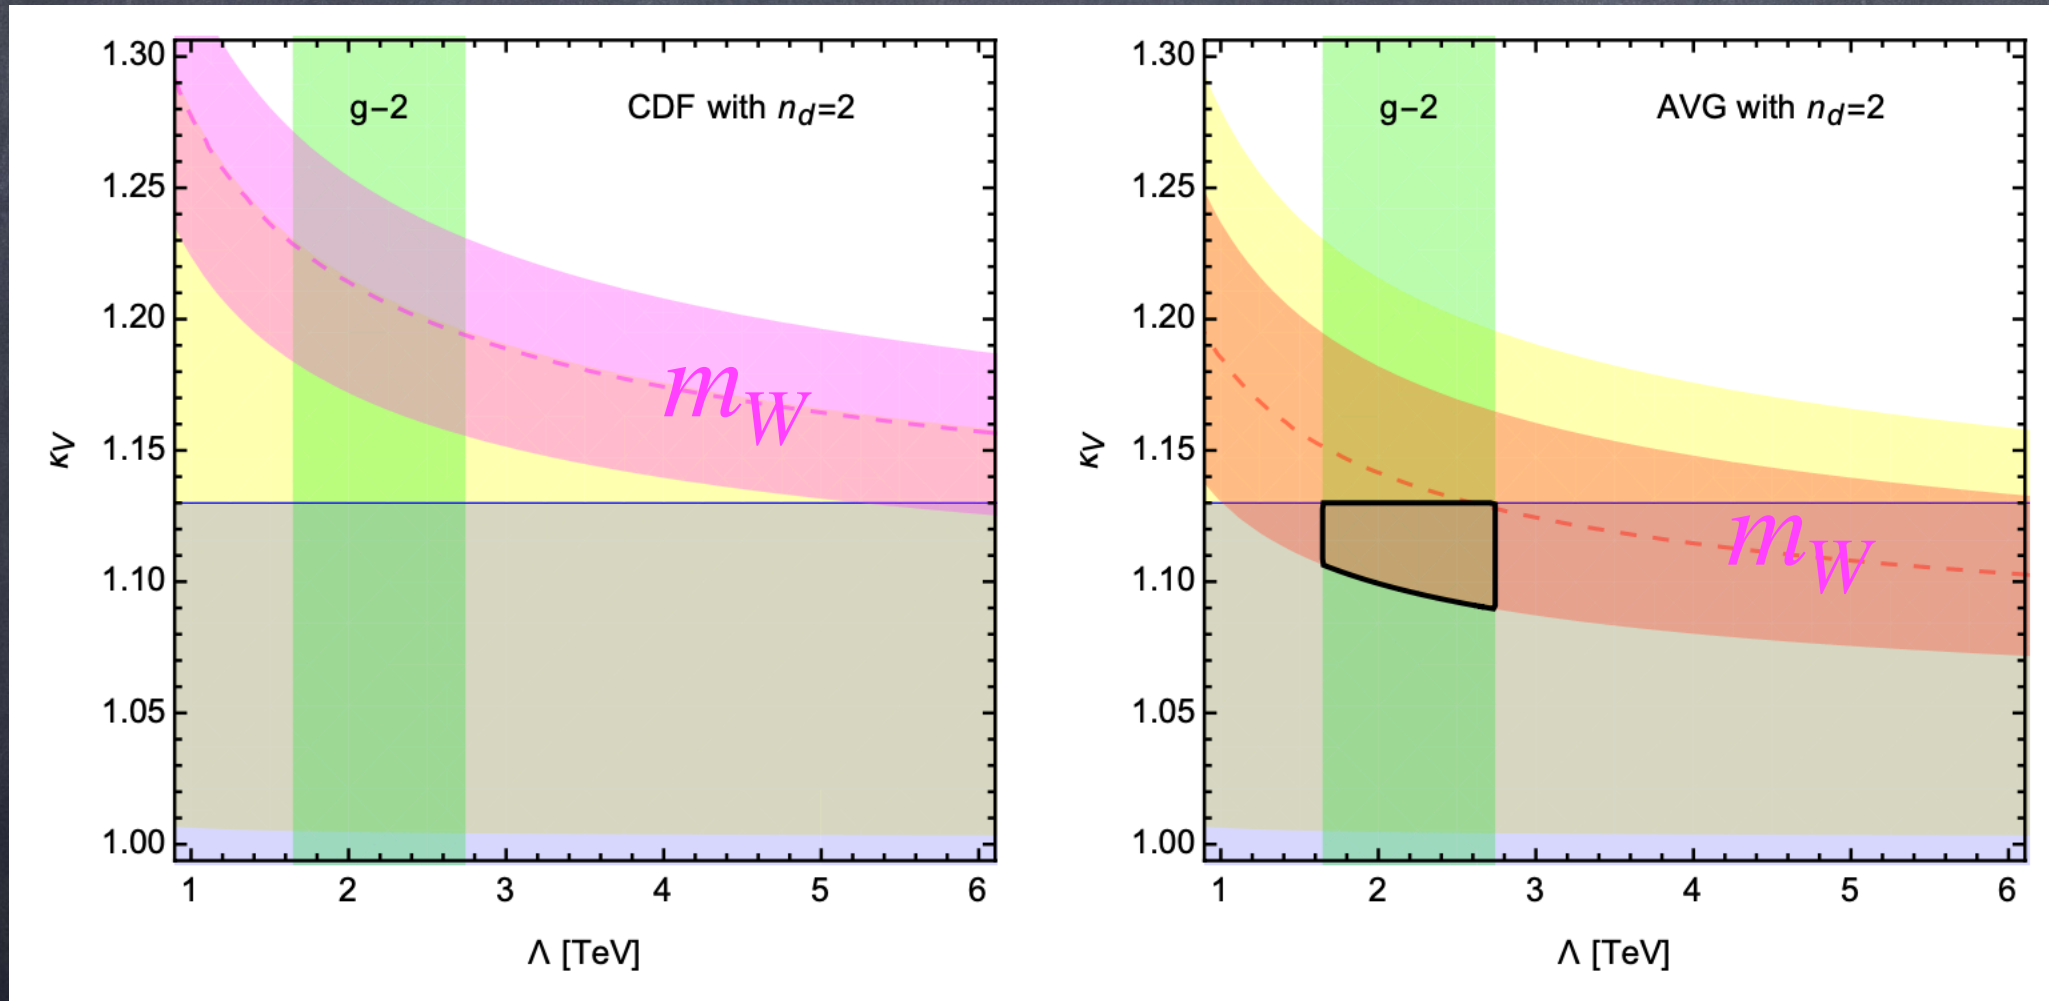 1.30
1.25
1.20
1.15
1.10
1.05
1.00
κV
g−2
CDF with nd=2
mW
1 2 3 4 5 6
Λ [TeV]
1.30
1.25
1.20
1.15
1.10
1.05
1.00
κV
g−2
AVG with nd=2
mW
1 2 3 4 5 6
Λ [TeV]